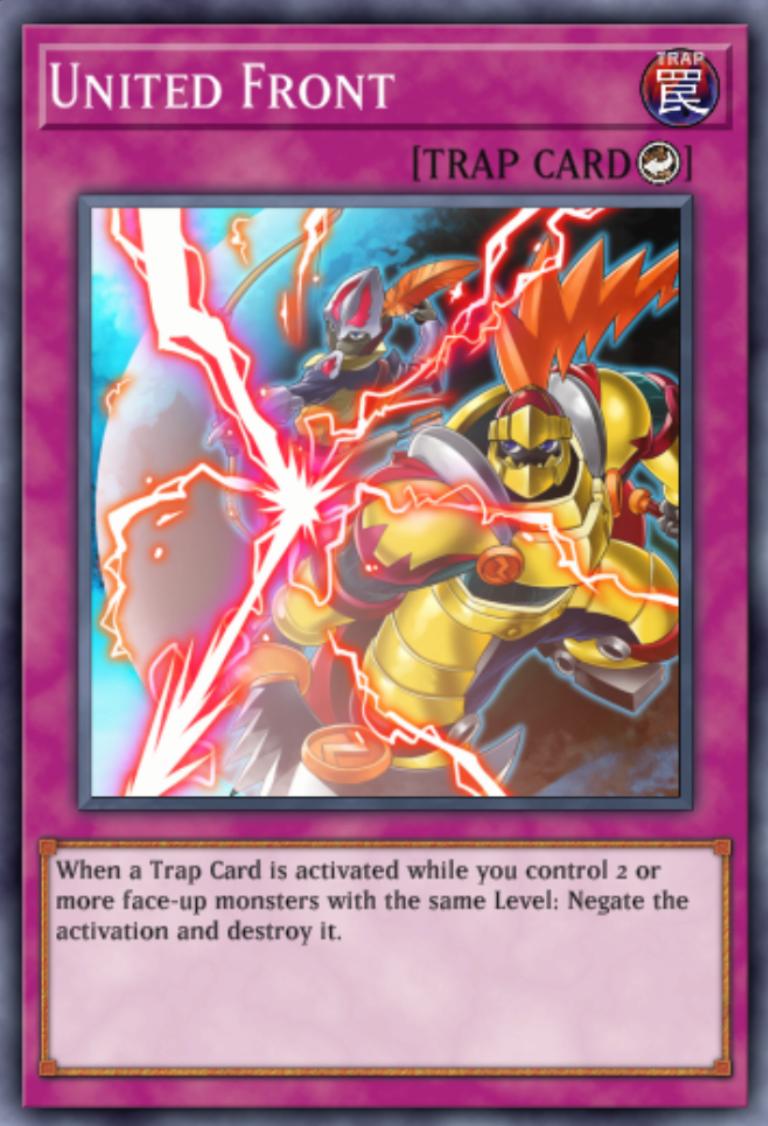 UNITED FRONT
TRAP
罠
[TRAP CARD]
When a Trap Card is activated while you control 2 or
more face-up monsters with the same Level: Negate the
activation and destroy it.